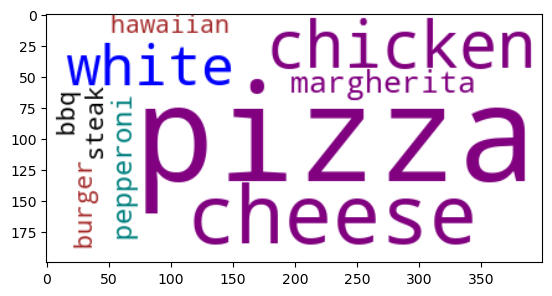 0
25
50
75
100
125
150
175
hawaiian
white
chicken
margherita
bbq
steak
pepperoni
burger
pizza
cheese
0 50 100 150 200 250 300 350